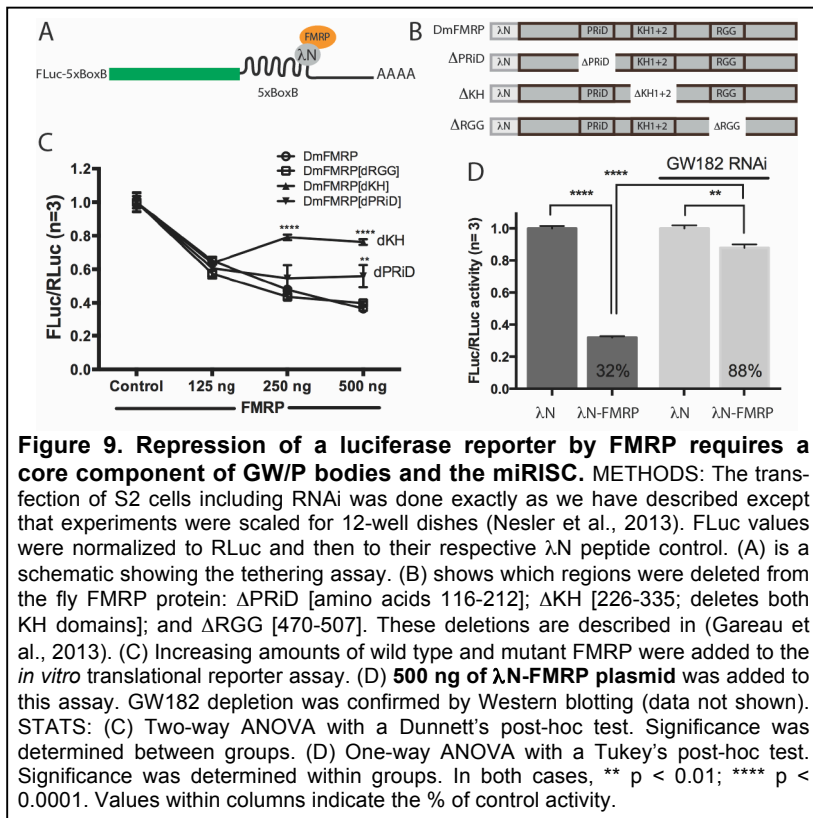 A
FMRP
λN
FLuc-5xBoxB
5xBoxB
AAAA
B
DmFMRP λN PRiD KH1+2 RGG
ΔPRiD λN ΔPRiD KH1+2 RGG
ΔKH λN PRiD ΔKH1+2 RGG
ΔRGG λN PRiD KH1+2 ΔRGG
C
DmFMRP
DmFMRP[dRGG]
DmFMRP[dKH]
DmFMRP[dPRiD]
FLuc/RLuc (n=3)
1.2
1.0
0.8
0.6
0.4
0.2
0.0
****
****
dKH
**
dPRiD
Control 125 ng 250 ng 500 ng
FMRP
D
GW182 RNAi
****
****
**
FLuc/RLuc activity (n= 3)
1.0
0.8
0.6
0.4
0.2
0.0
32%
88%
λN λN-FMRP λN λN-FMRP
Figure 9. Repression of a luciferase reporter by FMRP requires a
core component of GW/P bodies and the miRISC. METHODS: The trans-
fection of S2 cells including RNAi was done exactly as we have described except
that experiments were scaled for 12-well dishes (Nesler et al., 2013). FLuc values
were normalized to RLuc and then to their respective λN peptide control. (A) is a
schematic showing the tethering assay. (B) shows which regions were deleted from
the fly FMRP protein: ΔPRiD [amino acids 116-212]; ΔKH [226-335; deletes both
KH domains]; and ΔRGG [470-507]. These deletions are described in (Gareau et
al., 2013). (C) Increasing amounts of wild type and mutant FMRP were added to the
in vitro translational reporter assay. (D) 500 ng of λN-FMRP plasmid was added to
this assay. GW182 depletion was confirmed by Western blotting (data not shown).
STATS: (C) Two-way ANOVA with a Dunnett's post-hoc test. Significance was
determined between groups. (D) One-way ANOVA with a Tukey's post-hoc test.
Significance was determined within groups. In both cases, ** p < 0.01; **** p <
0.0001. Values within columns indicate the % of control activity.